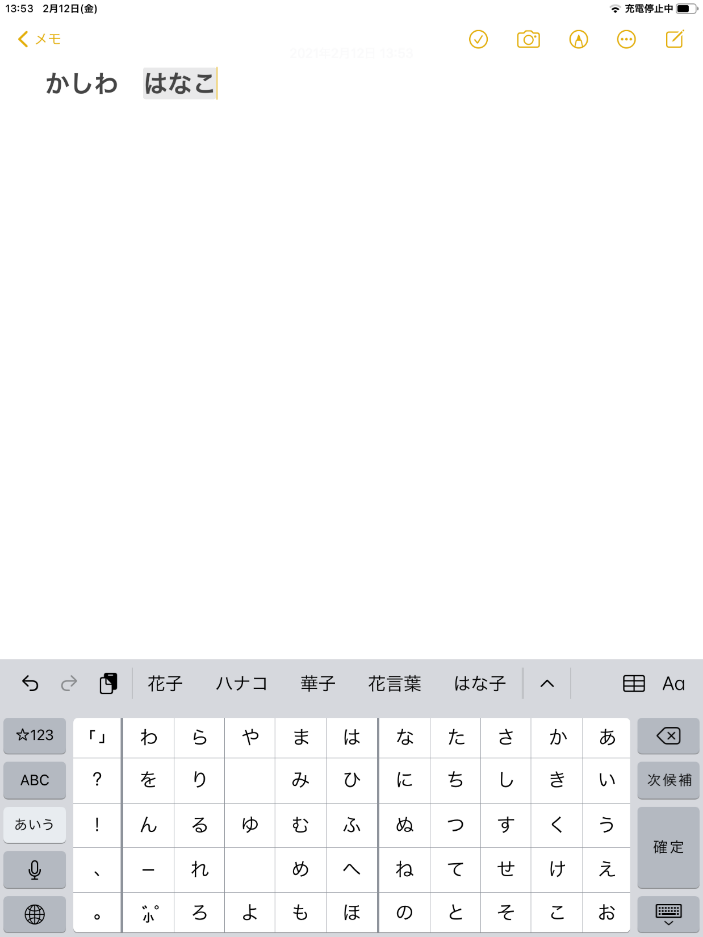 13:53 2月12日(金) 充電停止中
メモ
かしわ　はなこ
花子 ハナコ 華子 花言葉 はな子 Aa
☆123 「」 わ ら や ま は な た さ か あ
ABC ? を り み ひ に ち し き い 次候補
あいう ! ん る ゆ む ふ ぬ つ す く う 確定
、 ー れ め へ ね て せ け え
。 ゛゜小 ろ よ も ほ の と そ こ お